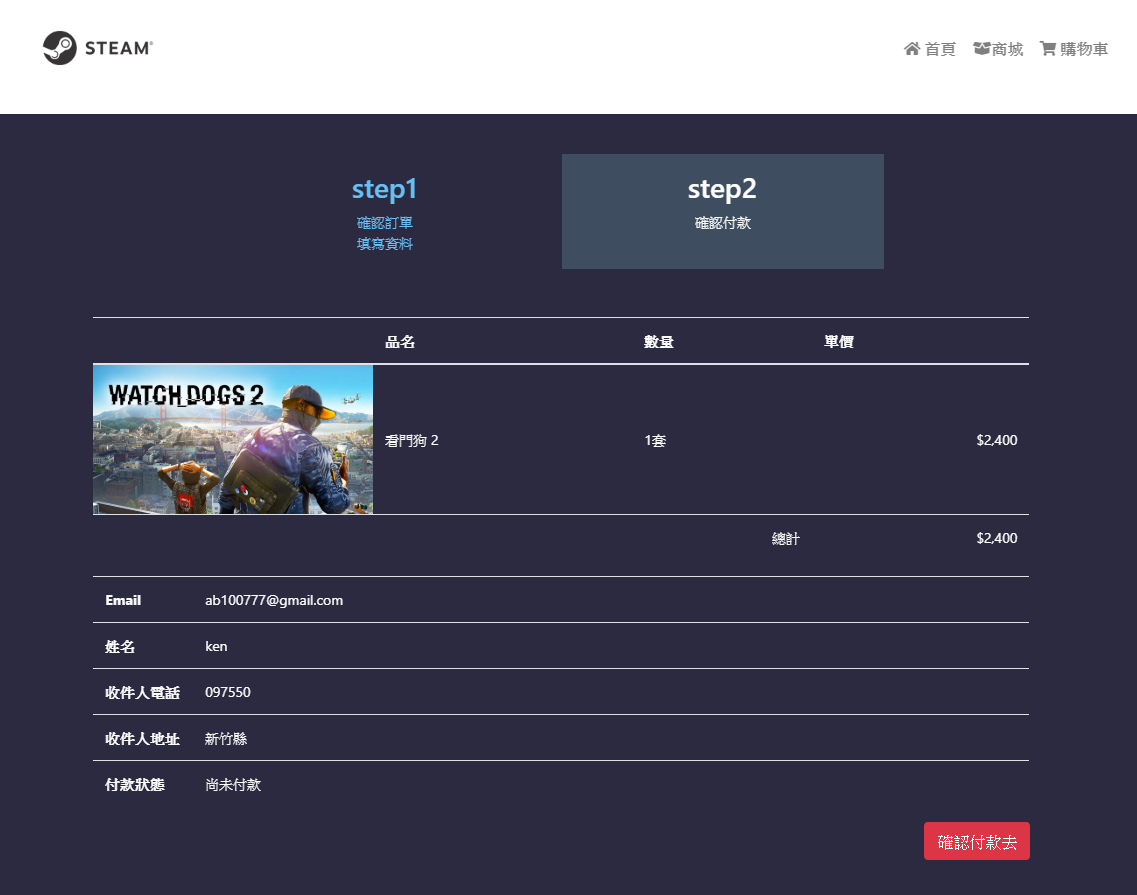 STEAM®
首頁
商城
購物車
step1
確認訂單
填寫資料
step2
確認付款
品名 數量 單價
WATCH_DOGS 2
看門狗 2 1套 $2,400
總計 $2,400
Email ab100777@gmail.com
姓名 ken
收件人電話 097550
收件人地址 新竹縣
付款狀態 尚未付款
確認付款去